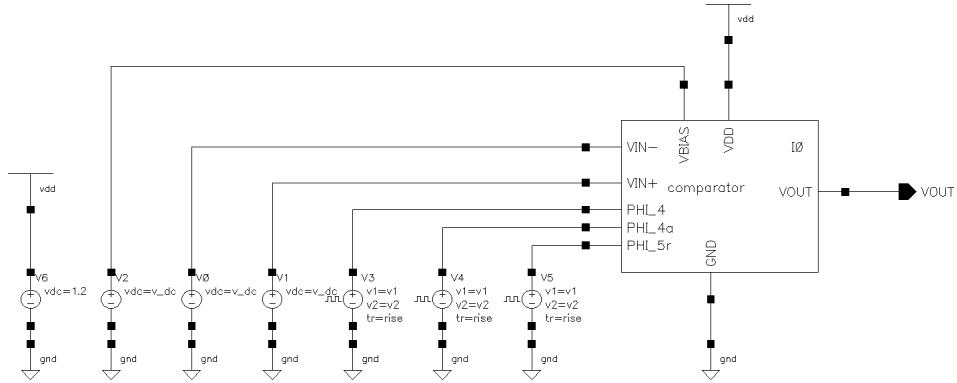 vdd
VBIAS
VDD
IØ
VIN-
VIN+
comparator
VOUT
VOUT
PHI_4
PHI_4a
PHI_5r
GND
vdd
V6
vdc=1.2
V2
vdc=v_dc
VØ
vdc=v_dc
V1
vdc=v_dc
V3
v1=v1
v2=v2
tr=rise
V4
v1=v1
v2=v2
tr=rise
V5
v1=v1
v2=v2
tr=rise
gnd
gnd
gnd
gnd
gnd
gnd
gnd
gnd